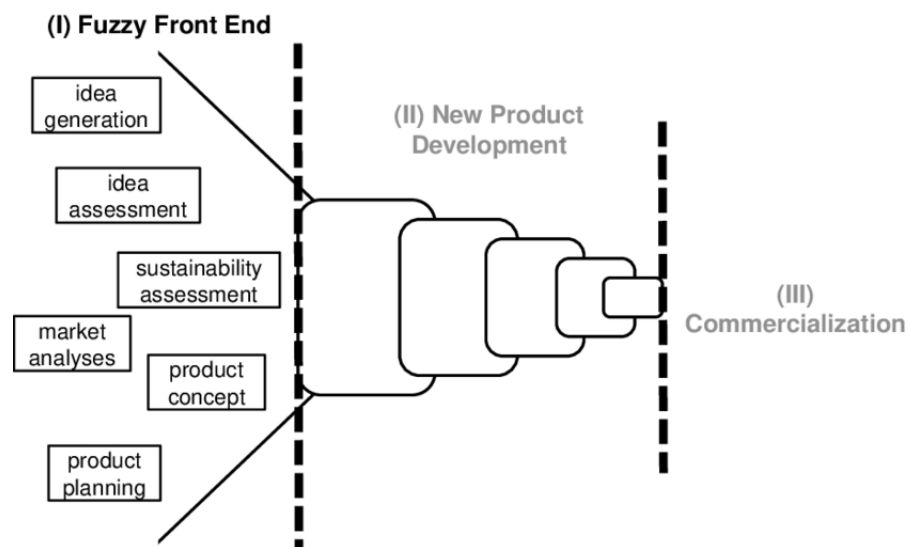 (I) Fuzzy Front End
idea
generation
idea
assessment
sustainability
assessment
market
analyses
product
concept
product
planning
(II) New Product
Development
(III)
Commercialization